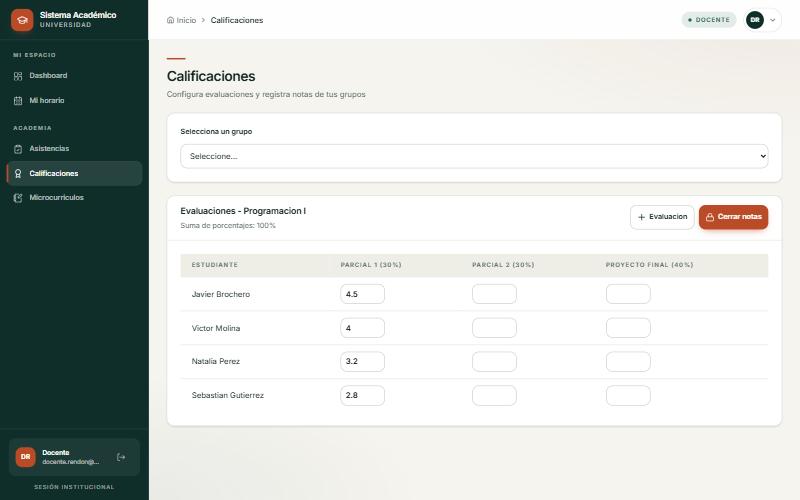 Sistema Académico
UNIVERSIDAD
MI ESPACIO
Dashboard
Mi horario
ACADEMIA
Asistencias
Calificaciones
Microcurriculos
DR
Docente
docente.rendon@...
SESIÓN INSTITUCIONAL
Inicio > Calificaciones
DOCENTE
DR
Calificaciones
Configura evaluaciones y registra notas de tus grupos
Selecciona un grupo
Seleccione...
Evaluaciones - Programacion I
Suma de porcentajes: 100%
+ Evaluacion
Cerrar notas
ESTUDIANTE PARCIAL 1 (30%) PARCIAL 2 (30%) PROYECTO FINAL (40%)
Javier Brochero 4.5
Victor Molina 4
Natalia Perez 3.2
Sebastian Gutierrez 2.8